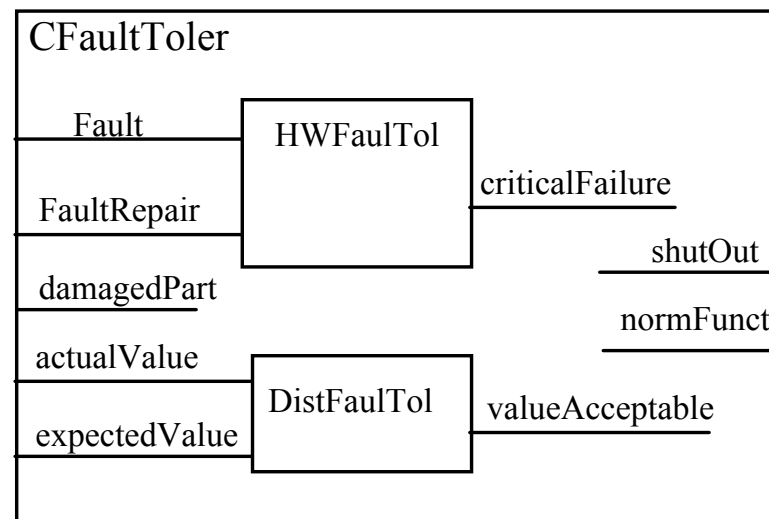 CFaultToler
Fault
HWFaulTol
criticalFailure
FaultRepair
shutOut
damagedPart
normFunct
actualValue
DistFaulTol
valueAcceptable
expectedValue